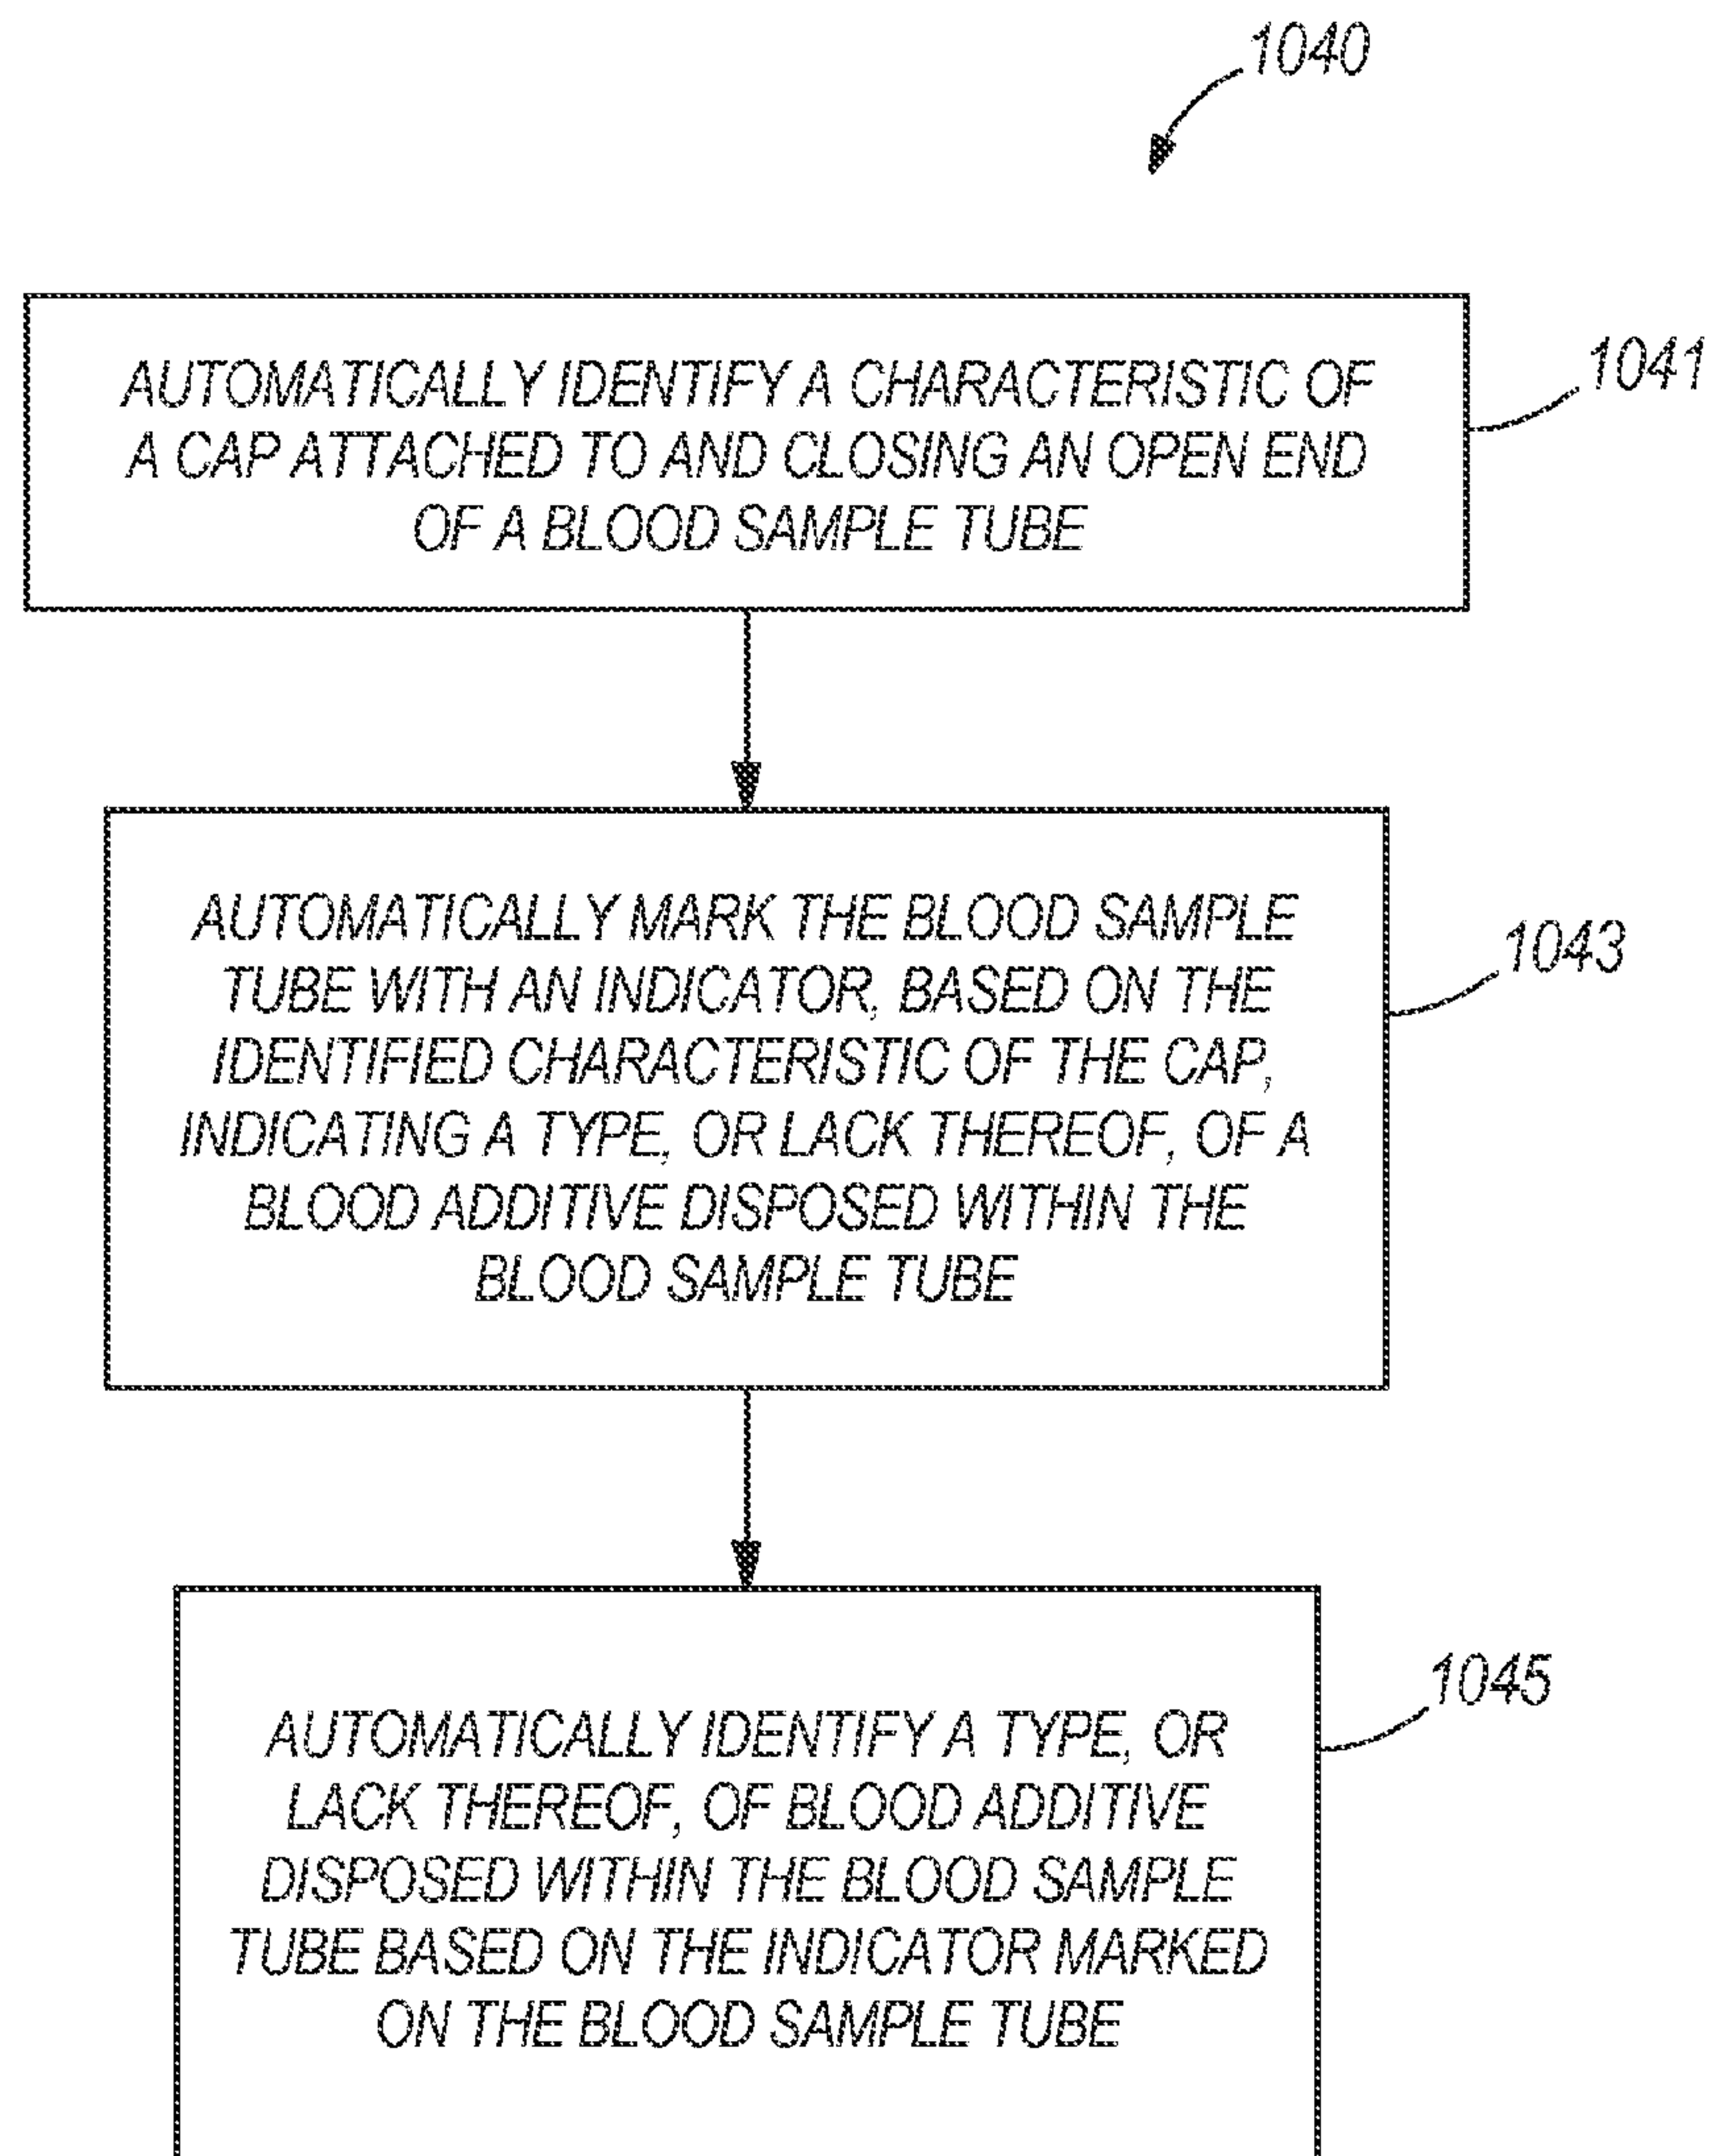 1040
AUTOMATICALLY IDENTIFY A CHARACTERISTIC OF
A CAP ATTACHED TO AND CLOSING AN OPEN END
OF A BLOOD SAMPLE TUBE
1041
AUTOMATICALLY MARK THE BLOOD SAMPLE
TUBE WITH AN INDICATOR, BASED ON THE
IDENTIFIED CHARACTERISTIC OF THE CAP,
INDICATING A TYPE, OR LACK THEREOF, OF A
BLOOD ADDITIVE DISPOSED WITHIN THE
BLOOD SAMPLE TUBE
1043
AUTOMATICALLY IDENTIFY A TYPE, OR
LACK THEREOF, OF BLOOD ADDITIVE
DISPOSED WITHIN THE BLOOD SAMPLE
TUBE BASED ON THE INDICATOR MARKED
ON THE BLOOD SAMPLE TUBE
1045